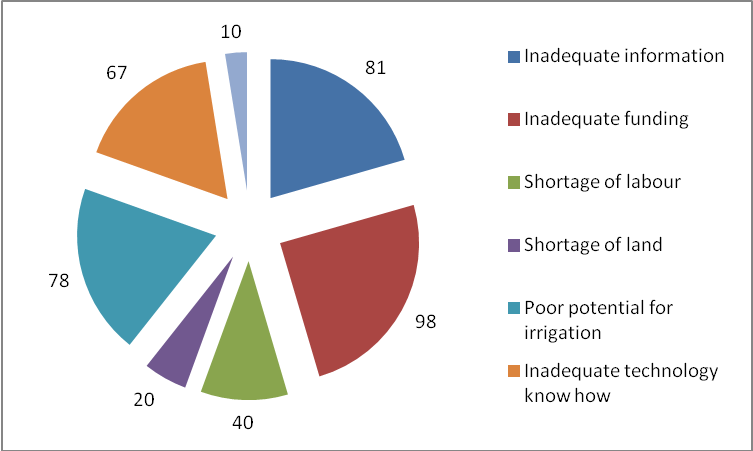 10
67
81
Inadequate information
Inadequate funding
Shortage of labour
Shortage of land
78
Poor potential for
irrigation
98
Inadequate technology
know how
20
40